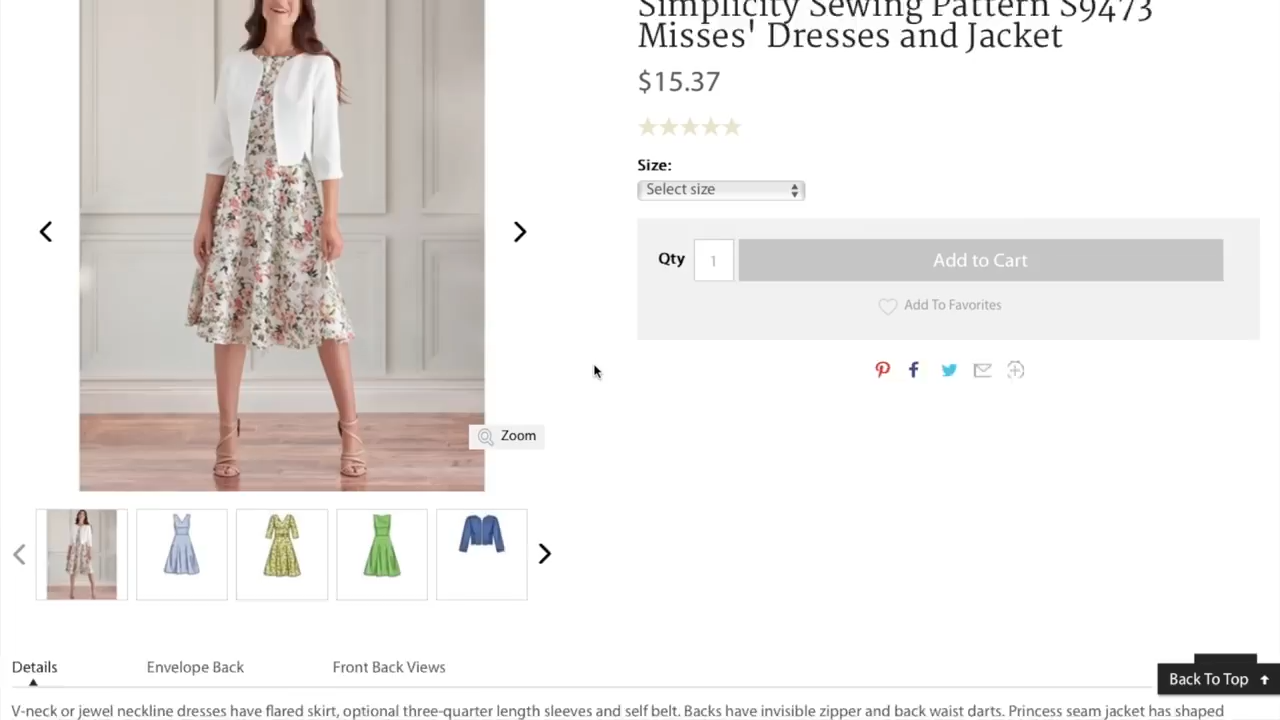 Simplicity Sewing Pattern S9473
Misses' Dresses and Jacket
$15.37
Size:
Select size
Qty 1 Add to Cart
Add To Favorites
Zoom
Details Envelope Back Front Back Views
Back To Top
V-neck or jewel neckline dresses have flared skirt, optional three-quarter length sleeves and self belt. Backs have invisible zipper and back waist darts. Princess seam jacket has shaped